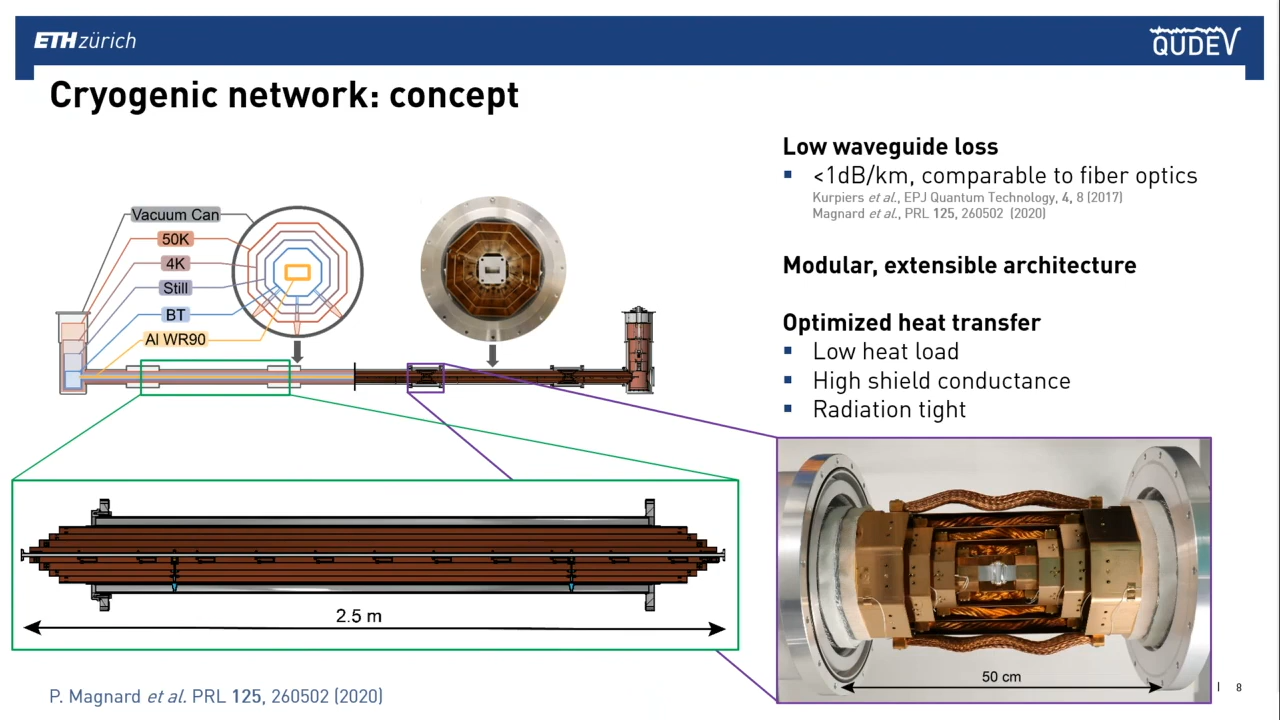 ETH zürich
QUDEV
Cryogenic network: concept
Low waveguide loss
<1dB/km, comparable to fiber optics
Kurpiers et al., EPJ Quantum Technology, 4, 8 (2017)
Magnard et al., PRL 125, 260502 (2020)
Modular, extensible architecture
Optimized heat transfer
Low heat load
High shield conductance
Radiation tight
Vacuum Can
50K
4K
Still
BT
Al WR90
2.5 m
50 cm
P. Magnard et al. PRL 125, 260502 (2020)
| 8